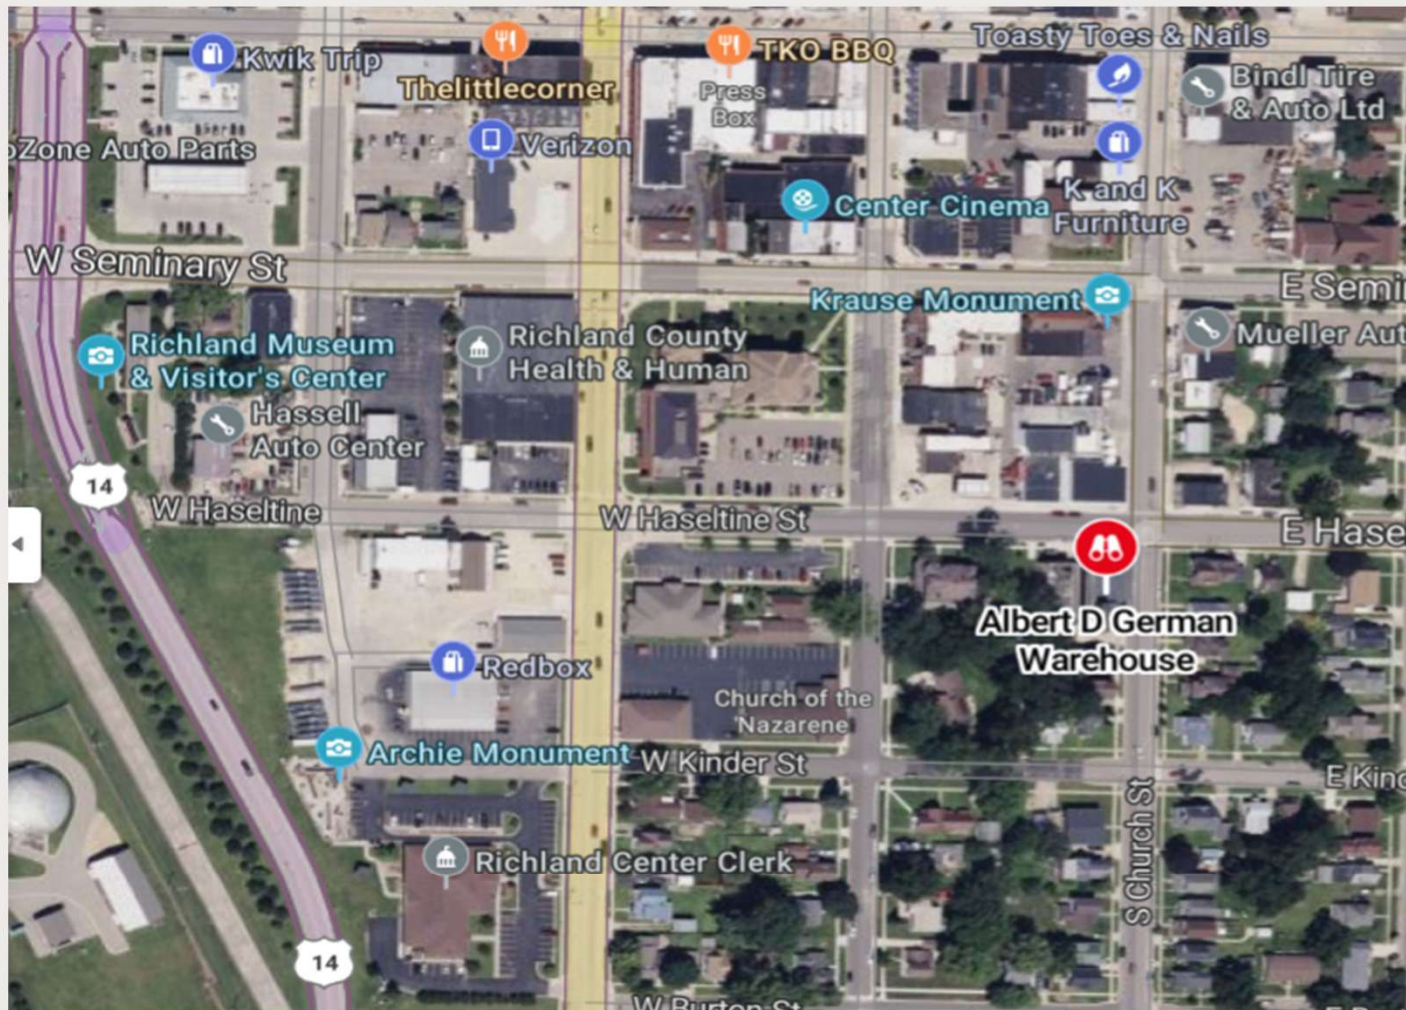 Kwik Trip
Thelittlecorner
TKO BBQ
Press
Box
Toasty Toes & Nails
Bindl Tire
& Auto Ltd
oZone Auto Parts
Verizon
Center Cinema
K and K
Furniture
W Seminary St
E Semi
Krause Monument
Mueller Aut
Richland Museum
& Visitor's Center
Richland County
Health & Human
Hassell
Auto Center
14
W Haseltine
W Haseltine St
E Hase
Albert D German
Warehouse
Redbox
Church of the
Nazarene
Archie Monument
W Kinder St
E Kind
S Church St
Richland Center Clerk
14
W Burton St